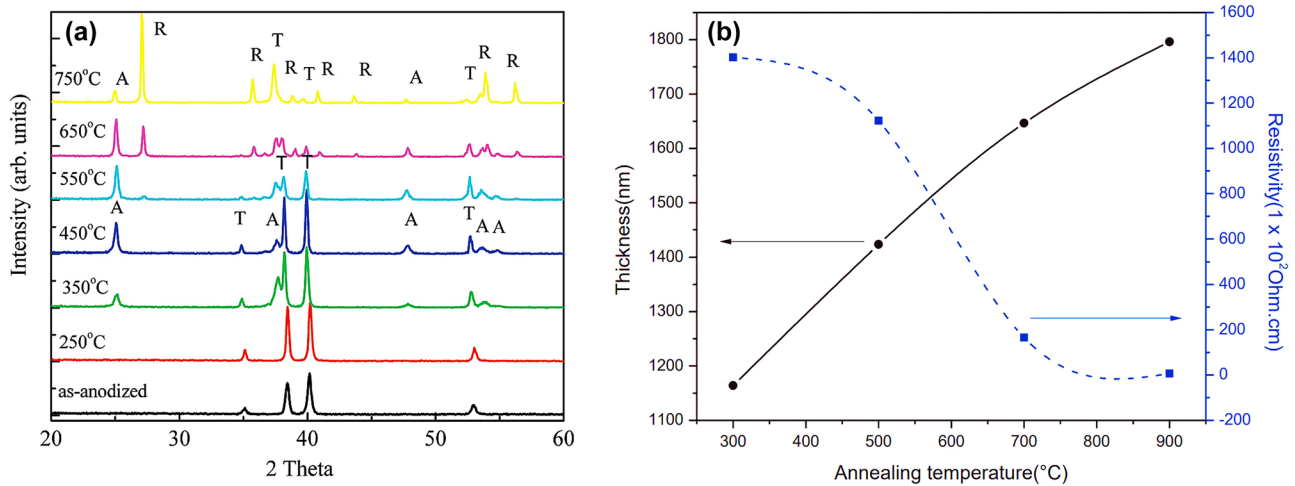 (a)
R
T
R
R
T
R
R
A
T
R
R
A
750°C
650°C
T
T
550°C
A
T
A
A
T
A
A
450°C
350°C
250°C
as-anodized
Intensity (arb. units)
20
30
40
50
60
2 Theta
(b)
1800
1700
1600
1500
1400
1300
1200
1100
Thickness(nm)
300
400
500
600
700
800
900
Annealing temperature(°C)
1600
1400
1200
1000
800
600
400
200
0
-200
Resistivity(1 x 10²Ohm.cm)